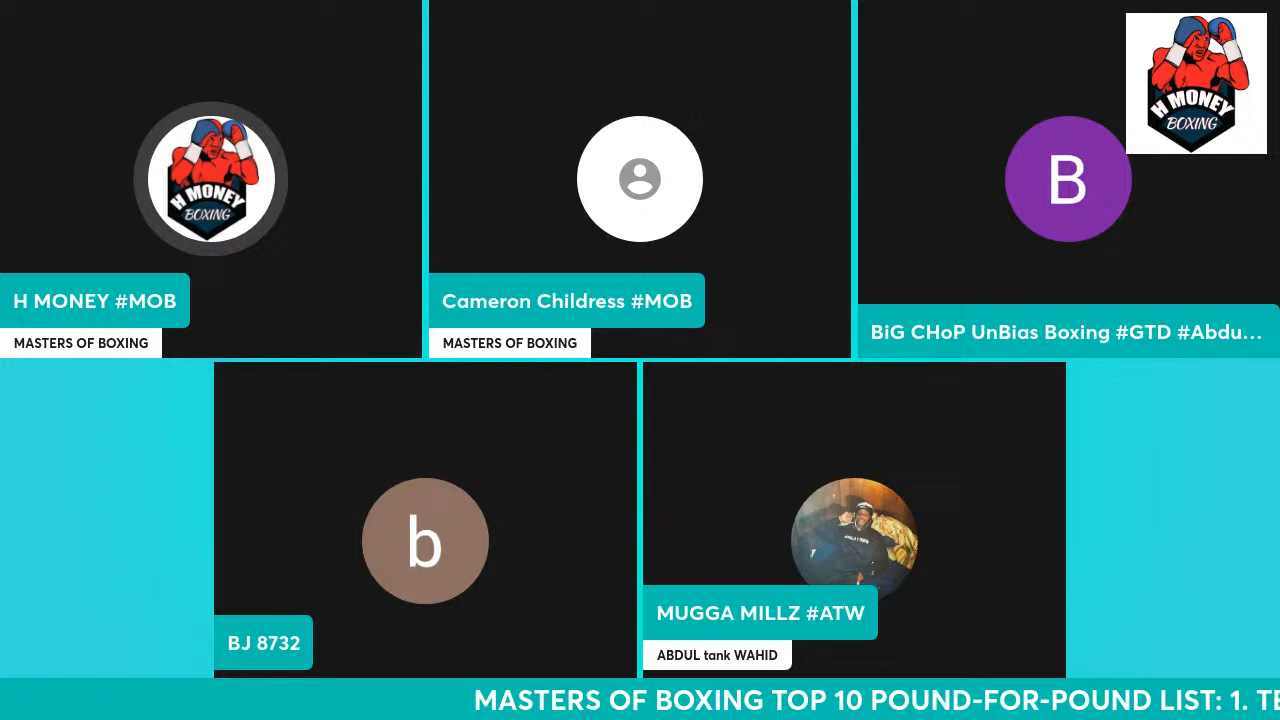 H MONEY
BOXING
H MONEY #MOB
MASTERS OF BOXING
Cameron Childress #MOB
MASTERS OF BOXING
B
H MONEY
BOXING
BiG CHoP UnBias Boxing #GTD #Abdu...
b
BJ 8732
MUGGA MILLZ #ATW
ABDUL tank WAHID
MASTERS OF BOXING TOP 10 POUND-FOR-POUND LIST: 1. TE